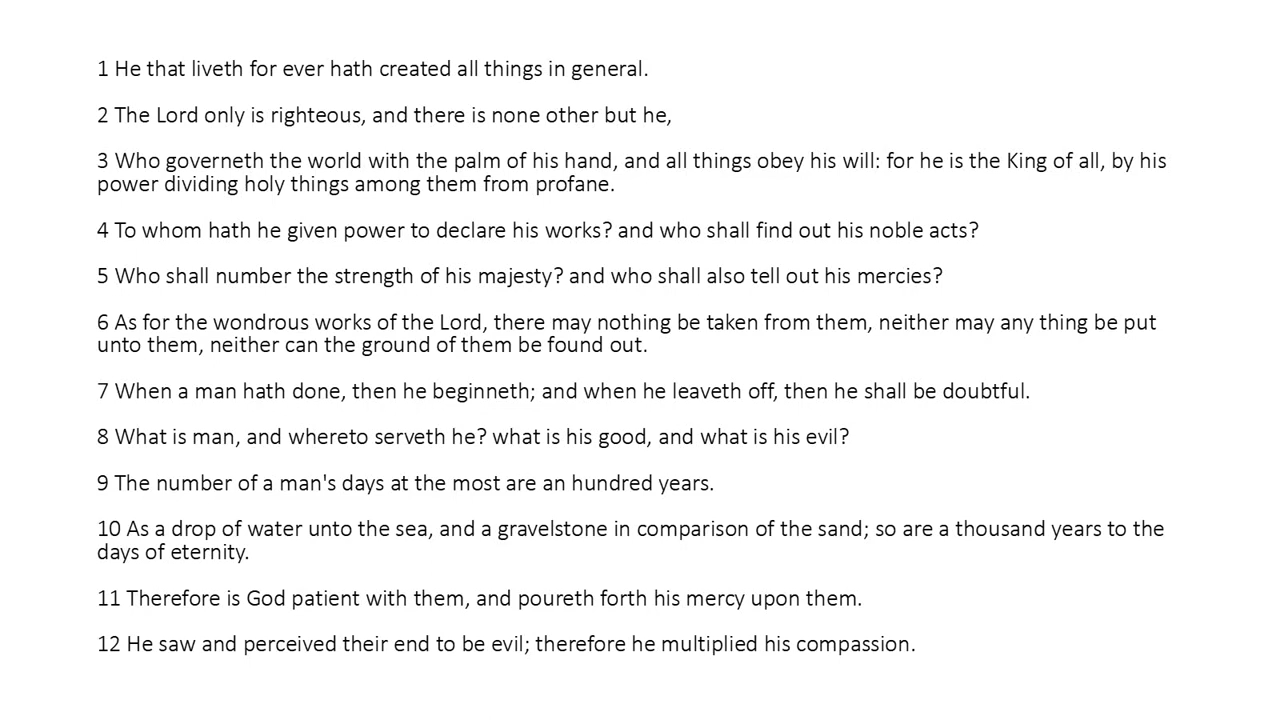 1 He that liveth for ever hath created all things in general.
2 The Lord only is righteous, and there is none other but he,
3 Who governeth the world with the palm of his hand, and all things obey his will: for he is the King of all, by his
power dividing holy things among them from profane.
4 To whom hath he given power to declare his works? and who shall find out his noble acts?
5 Who shall number the strength of his majesty? and who shall also tell out his mercies?
6 As for the wondrous works of the Lord, there may nothing be taken from them, neither may any thing be put
unto them, neither can the ground of them be found out.
7 When a man hath done, then he beginneth; and when he leaveth off, then he shall be doubtful.
8 What is man, and whereto serveth he? what is his good, and what is his evil?
9 The number of a man's days at the most are an hundred years.
10 As a drop of water unto the sea, and a gravelstone in comparison of the sand; so are a thousand years to the
days of eternity.
11 Therefore is God patient with them, and poureth forth his mercy upon them.
12 He saw and perceived their end to be evil; therefore he multiplied his compassion.